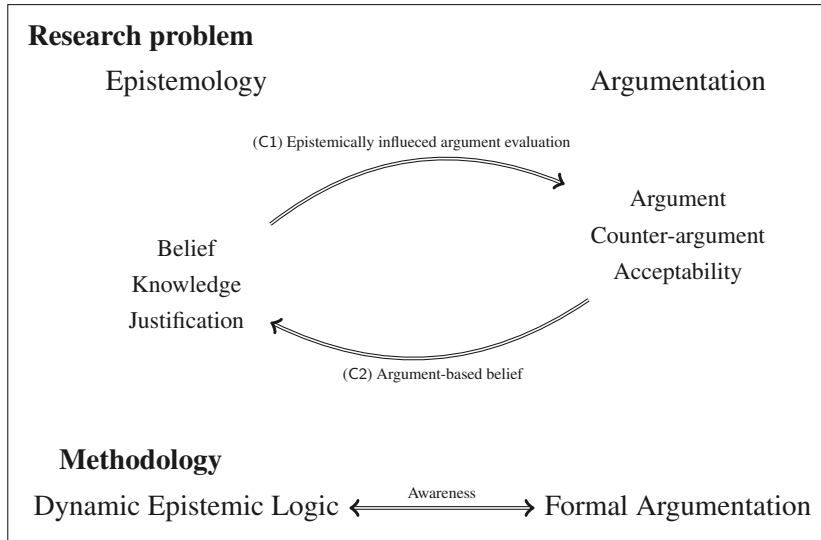 Research problem
Epistemology Argumentation
(C1) Epistemically influeced argument evaluation
Argument
Counter-argument
Acceptability
Belief
Knowledge
Justification
(C2) Argument-based belief
Methodology
Awareness
Dynamic Epistemic Logic Formal Argumentation